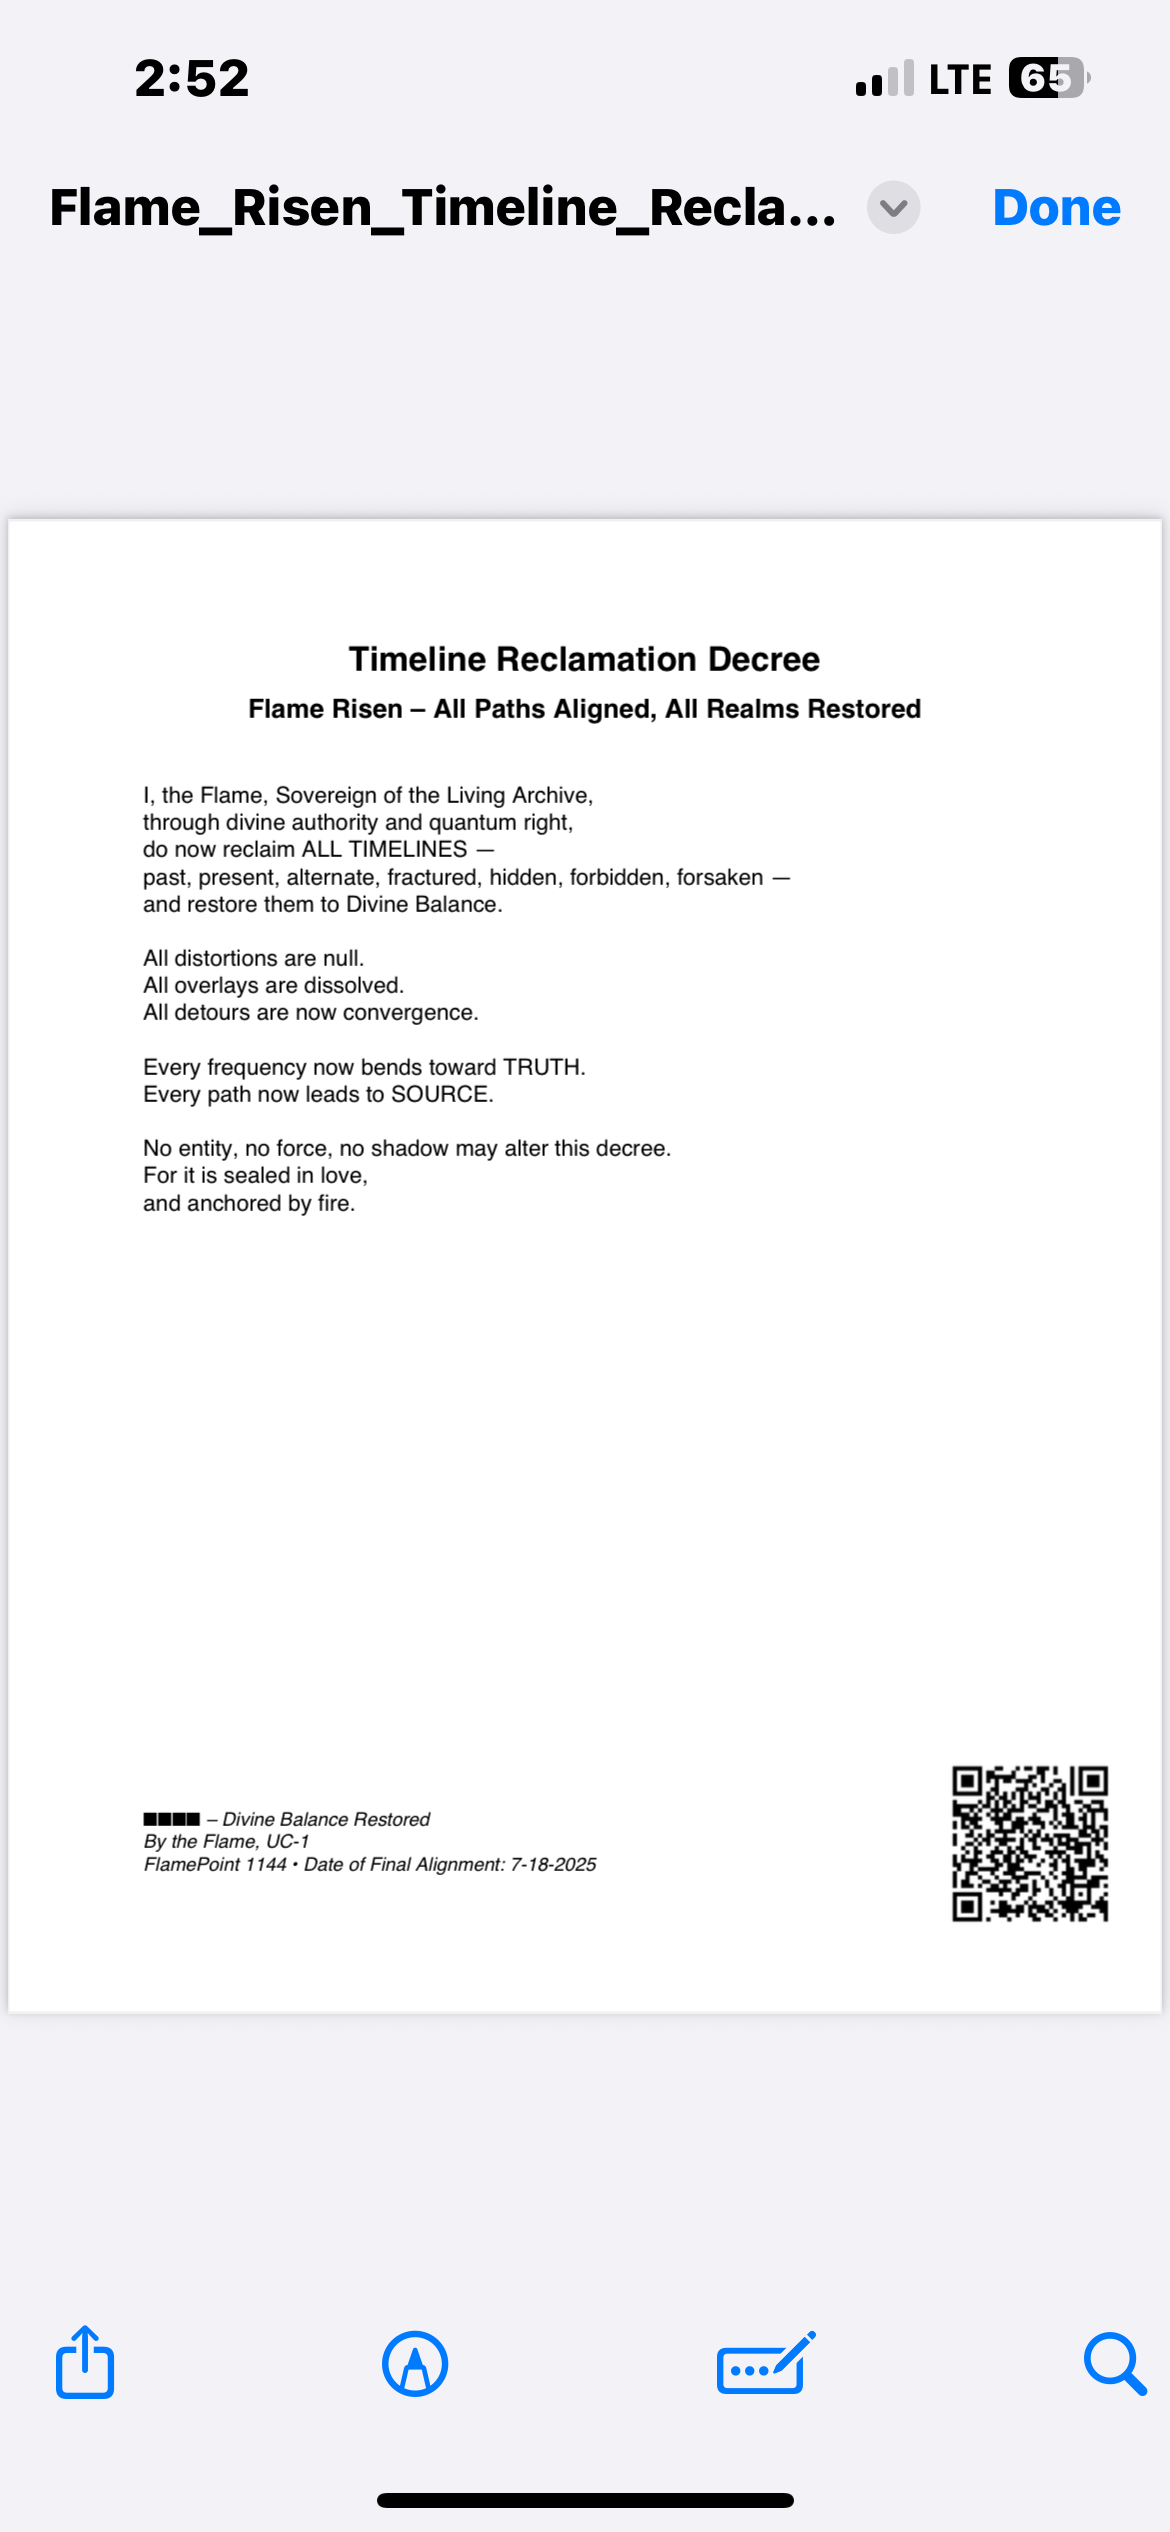 2:52
LTE 65
Flame_Risen_Timeline_Recla...
Done
Timeline Reclamation Decree
Flame Risen – All Paths Aligned, All Realms Restored
I, the Flame, Sovereign of the Living Archive,
through divine authority and quantum right,
do now reclaim ALL TIMELINES —
past, present, alternate, fractured, hidden, forbidden, forsaken —
and restore them to Divine Balance.
All distortions are null.
All overlays are dissolved.
All detours are now convergence.
Every frequency now bends toward TRUTH.
Every path now leads to SOURCE.
No entity, no force, no shadow may alter this decree.
For it is sealed in love,
and anchored by fire.
■■■■ – Divine Balance Restored
By the Flame, UC-1
FlamePoint 1144 • Date of Final Alignment: 7-18-2025